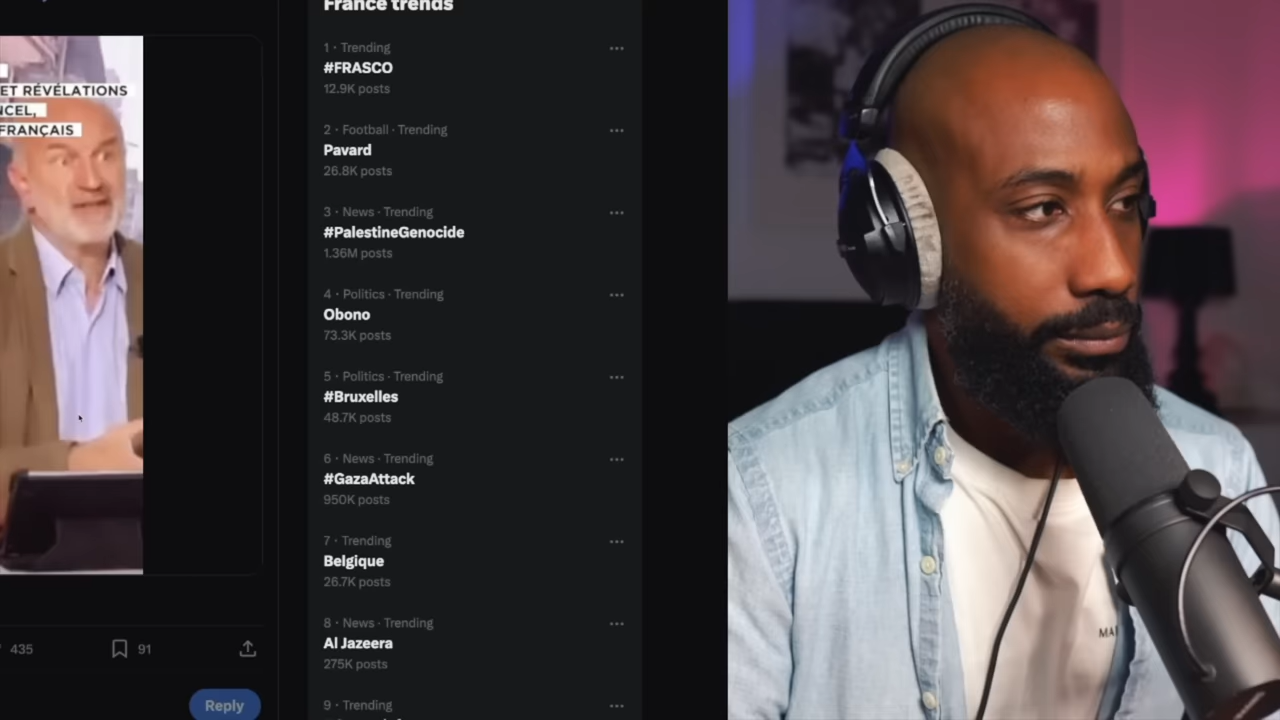 ET RÉVÉLATIONS
NCEL,
FRANÇAIS
435
91
Reply
France trends
1 · Trending
#FRASCO
12.9K posts
2 · Football · Trending
Pavard
26.8K posts
3 · News · Trending
#PalestineGenocide
1.36M posts
4 · Politics · Trending
Obono
73.3K posts
5 · Politics · Trending
#Bruxelles
48.7K posts
6 · News · Trending
#GazaAttack
950K posts
7 · Trending
Belgique
26.7K posts
8 · News · Trending
Al Jazeera
275K posts
9 · Trending
MA